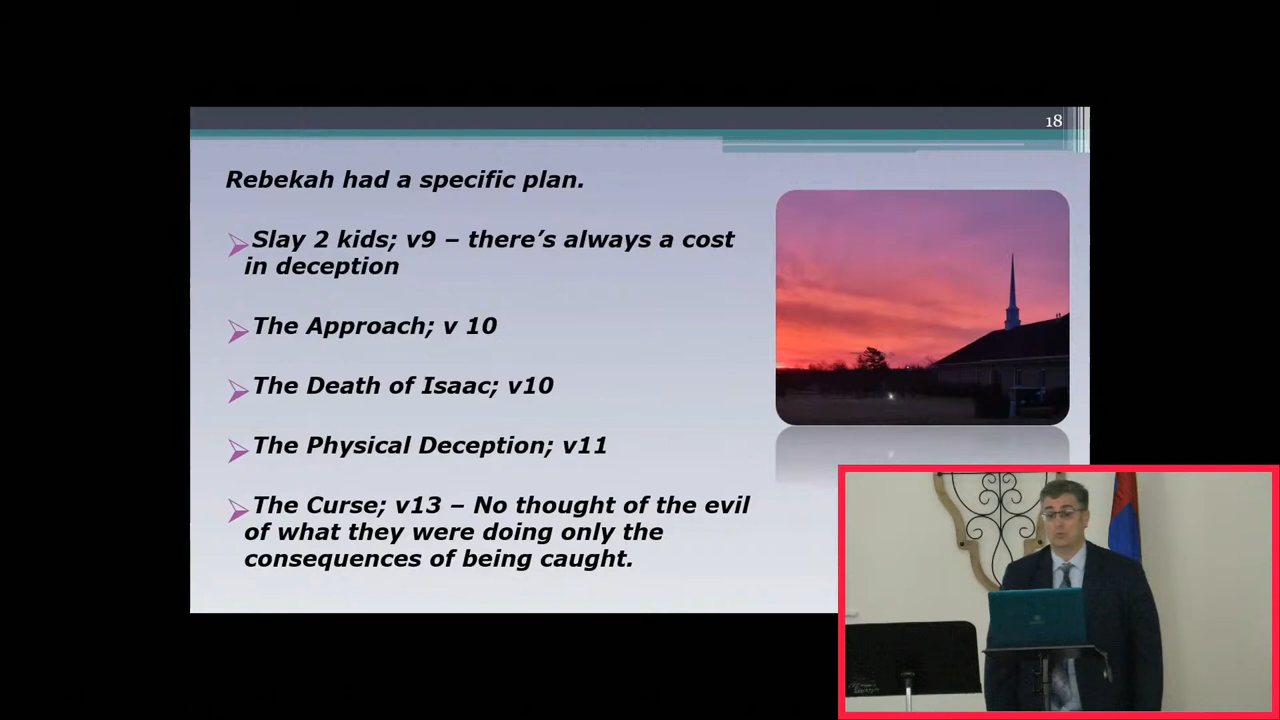 18
Rebekah had a specific plan.
Slay 2 kids; v9 – there’s always a cost
in deception
The Approach; v 10
The Death of Isaac; v10
The Physical Deception; v11
The Curse; v13 – No thought of the evil
of what they were doing only the
consequences of being caught.